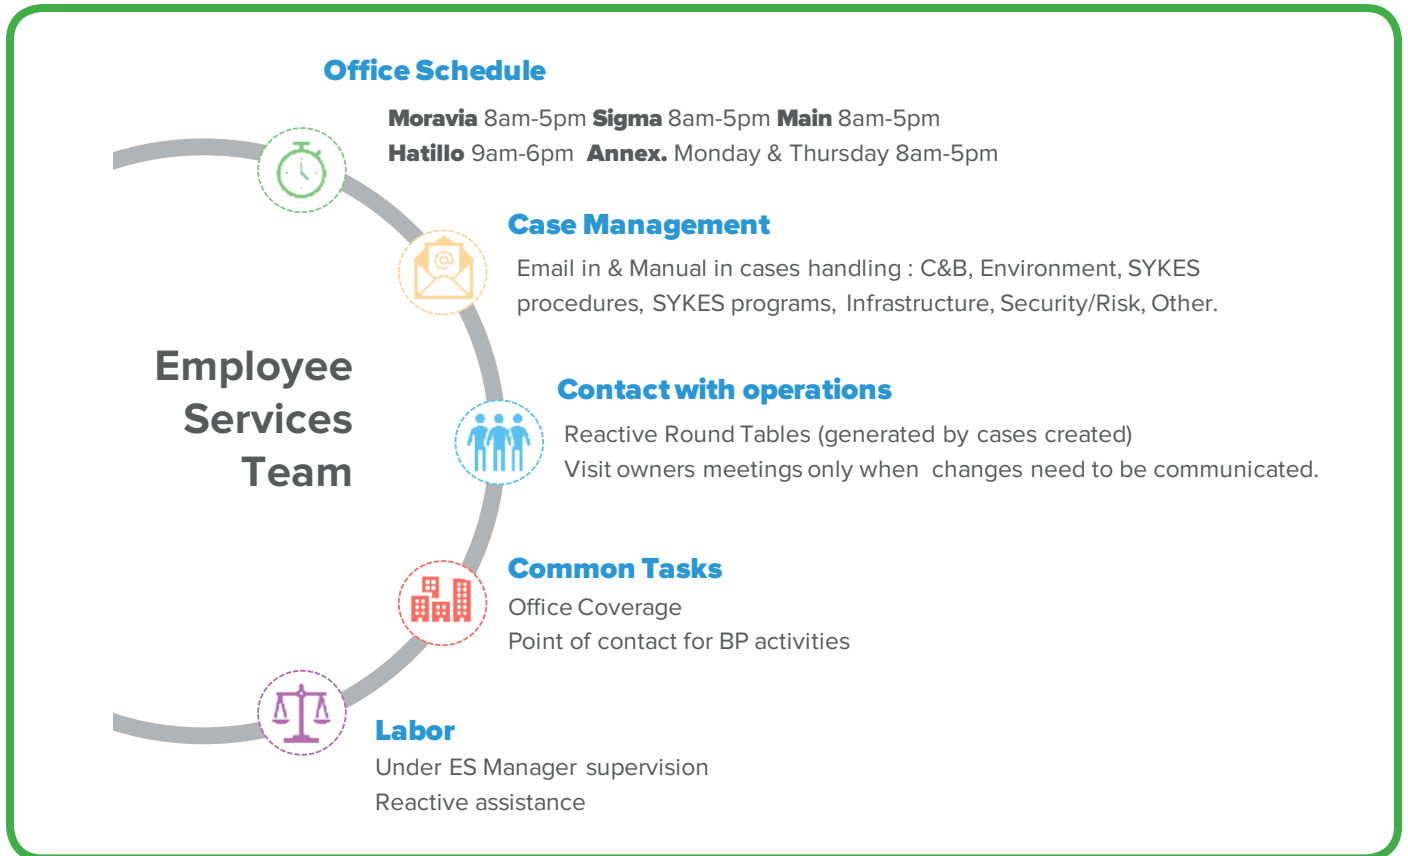 Office Schedule
Moravia 8am-5pm Sigma 8am-5pm Main 8am-5pm
Hatillo 9am-6pm Annex. Monday & Thursday 8am-5pm
Case Management
Email in & Manual in cases handling : C&B, Environment, SYKES
procedures, SYKES programs, Infrastructure, Security/Risk, Other.
Employee
Services
Team
Contact with operations
Reactive Round Tables (generated by cases created)
Visit owners meetings only when changes need to be communicated.
Common Tasks
Office Coverage
Point of contact for BP activities
Labor
Under ES Manager supervision
Reactive assistance